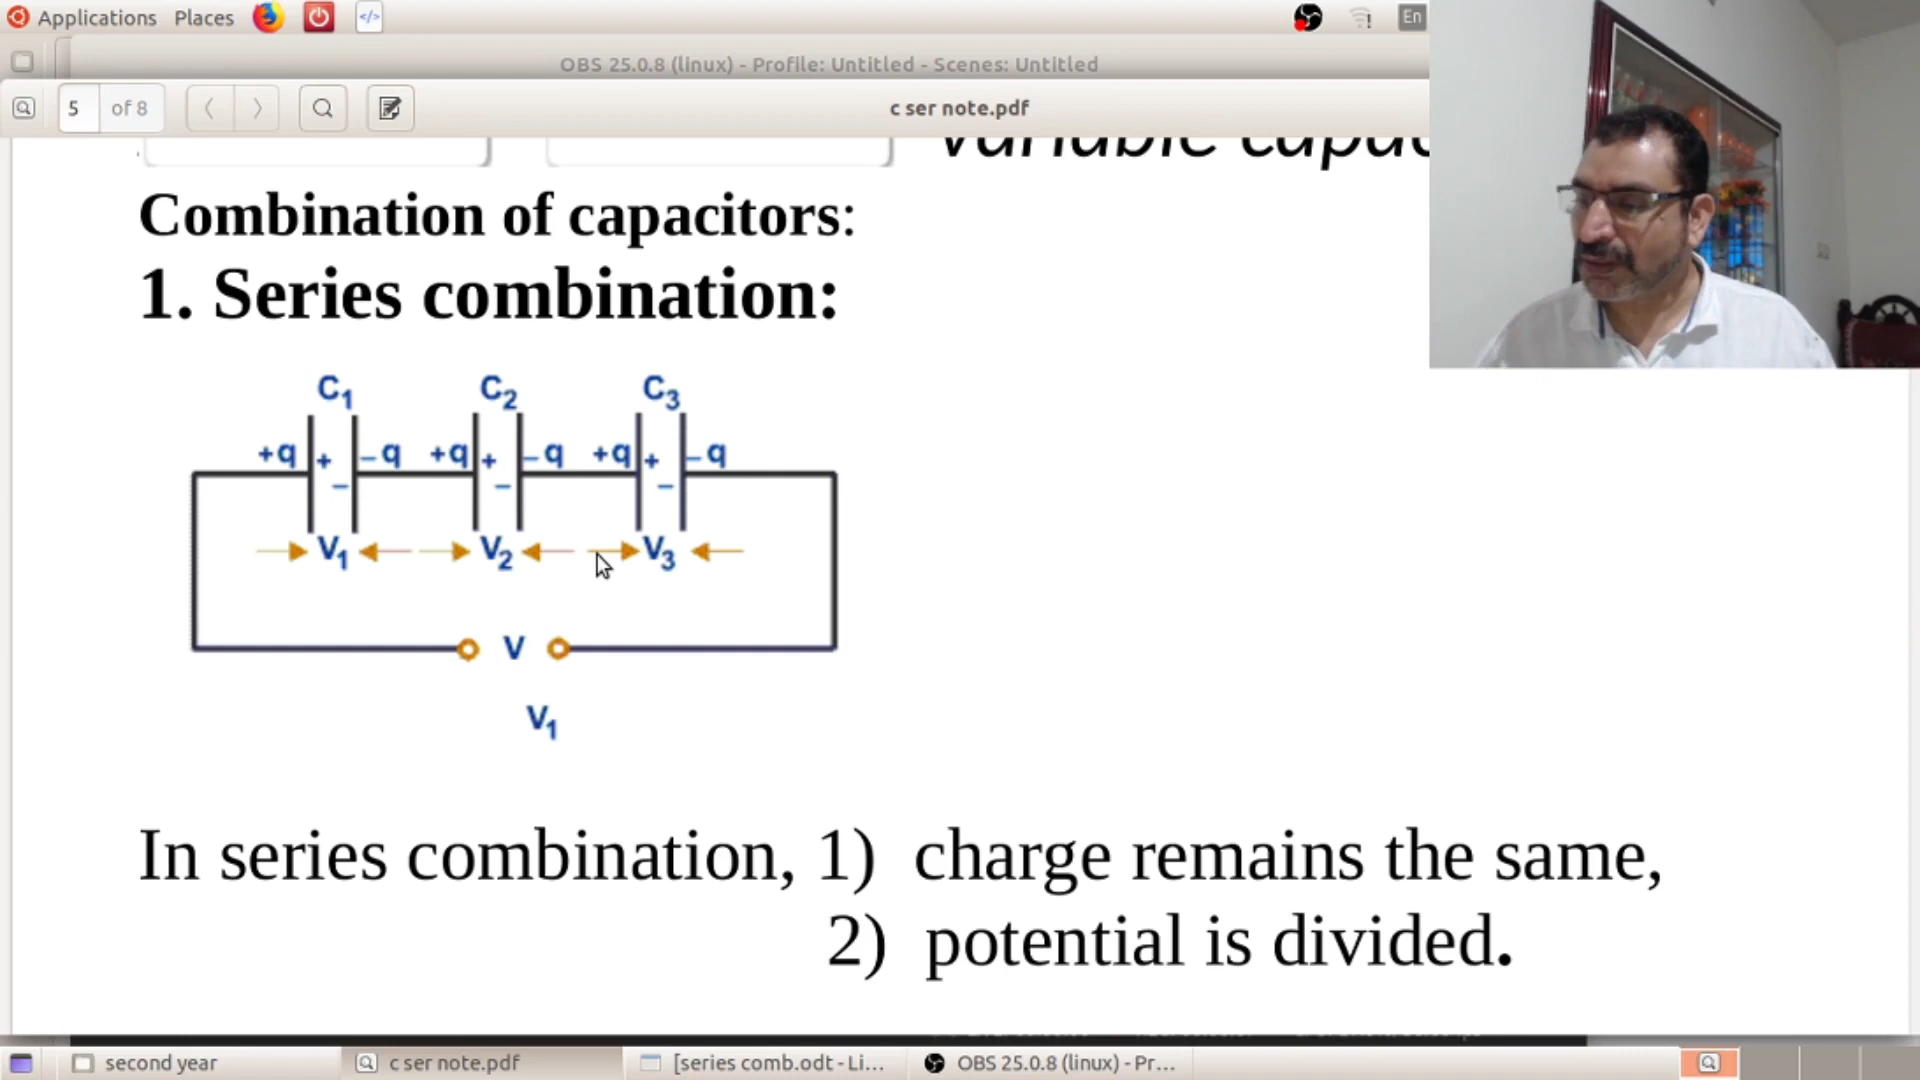 Applications Places </> En
OBS 25.0.8 (linux) - Profile: Untitled - Scenes: Untitled
5 of 8 c ser note.pdf
Variable capac
Combination of capacitors:
1. Series combination:
C1 C2 C3
+q + – q +q + – q +q + – q
– – –
V1 V2 V3
V
V1
In series combination, 1) charge remains the same,
2) potential is divided.
second year c ser note.pdf [series comb.odt - Li... OBS 25.0.8 (linux) - Pr...